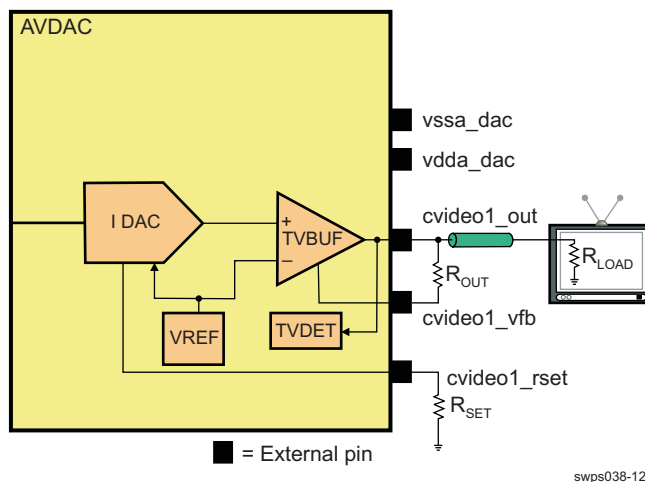 AVDAC
vssa_dac
vdda_dac
I DAC
+
TVBUF
−
cvideo1_out
R_OUT
R_LOAD
cvideo1_vfb
VREF
TVDET
cvideo1_rset
R_SET
= External pin
swps038-12